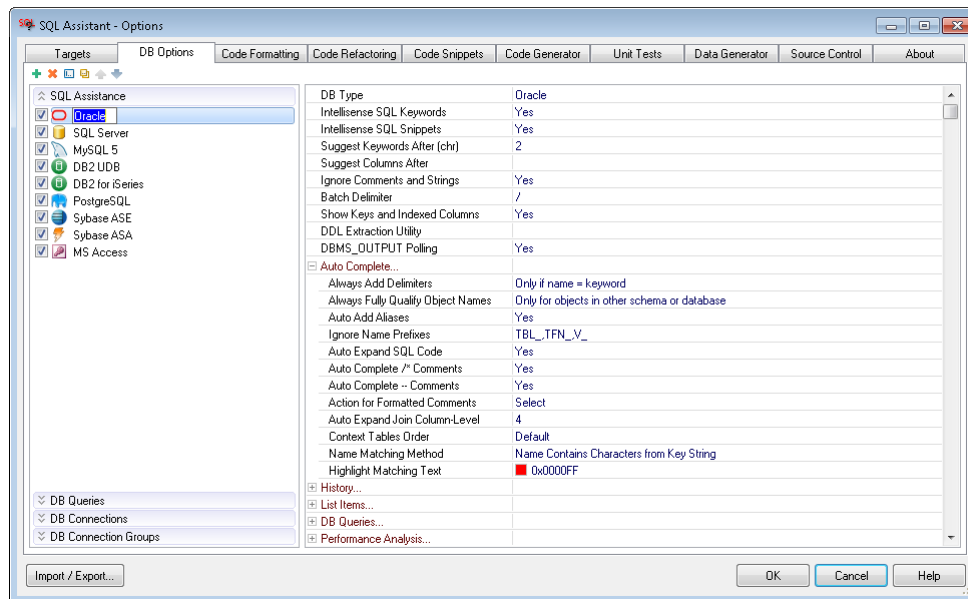 SQL Assistant - Options
Targets DB Options Code Formatting Code Refactoring Code Snippets Code Generator Unit Tests Data Generator Source Control About
SQL Assistance
Oracle
SQL Server
MySQL 5
DB2 UDB
DB2 for iSeries
PostgreSQL
Sybase ASE
Sybase ASA
MS Access
DB Queries
DB Connections
DB Connection Groups
DB Type Oracle
Intellisense SQL Keywords Yes
Intellisense SQL Snippets Yes
Suggest Keywords After (chr) 2
Suggest Columns After
Ignore Comments and Strings Yes
Batch Delimiter /
Show Keys and Indexed Columns Yes
DDL Extraction Utility
DBMS_OUTPUT Polling Yes
Auto Complete...
Always Add Delimiters Only if name = keyword
Always Fully Qualify Object Names Only for objects in other schema or database
Auto Add Aliases Yes
Ignore Name Prefixes TBL_,TFN_,V_
Auto Expand SQL Code Yes
Auto Complete /* Comments Yes
Auto Complete -- Comments Yes
Action for Formatted Comments Select
Auto Expand Join Column-Level 4
Context Tables Order Default
Name Matching Method Name Contains Characters from Key String
Highlight Matching Text 0x0000FF
History...
List Items...
DB Queries...
Performance Analysis...
Import / Export... OK Cancel Help